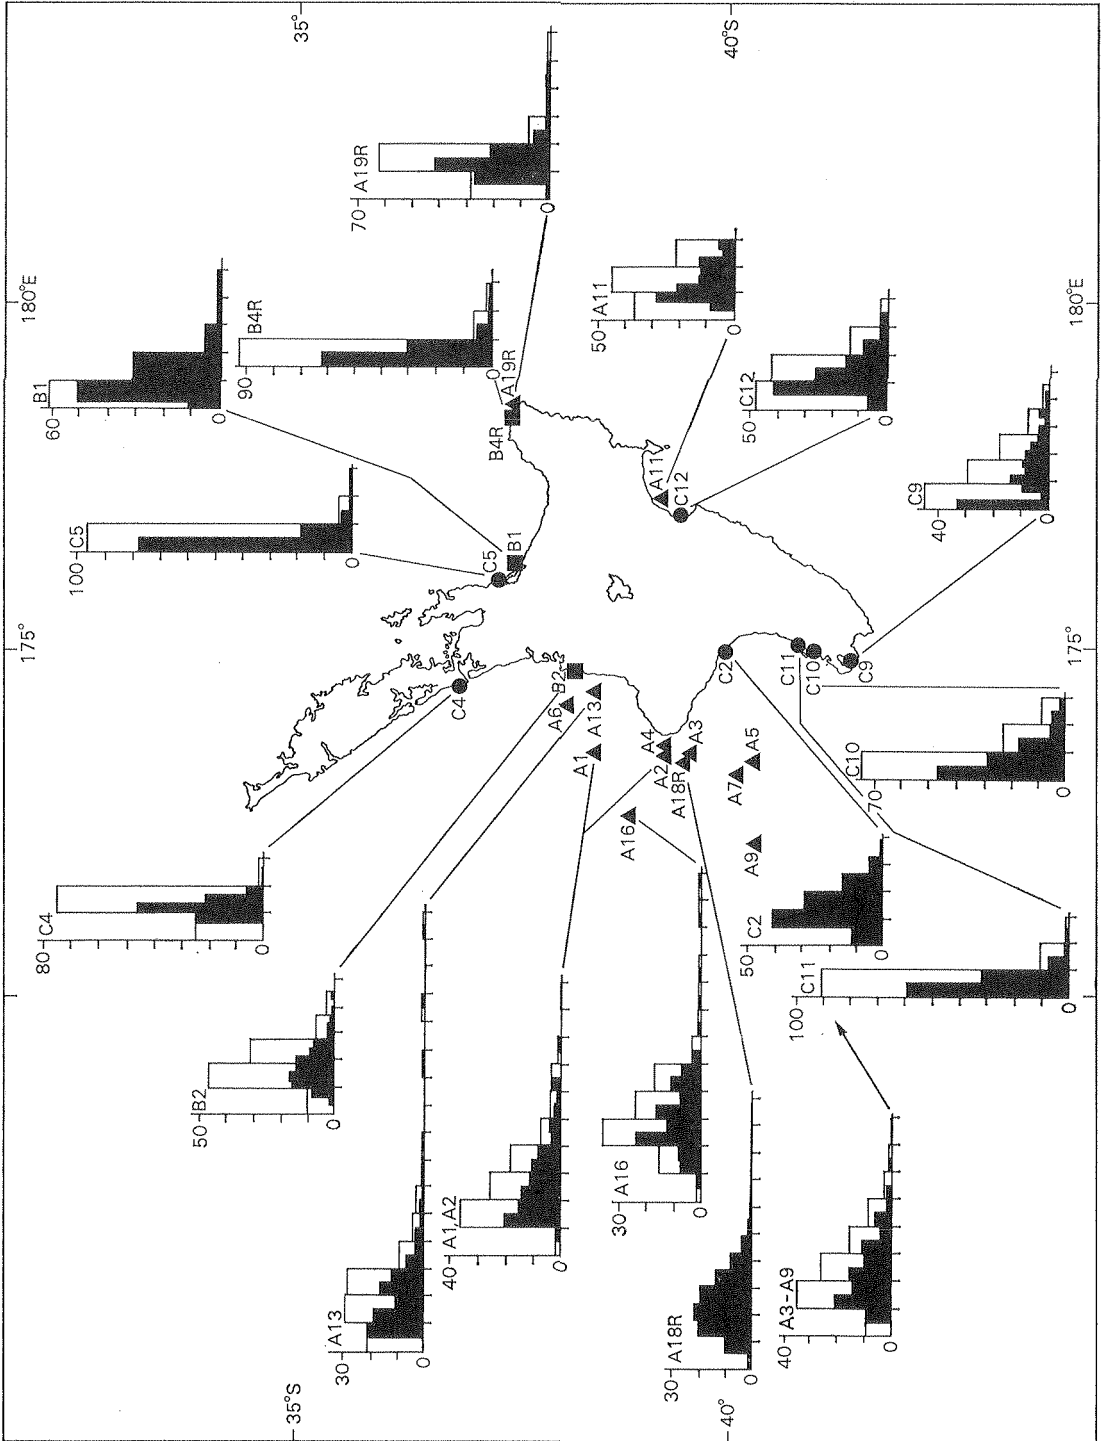 35°
40°S
70
A19R
0
180°E
60
B1
0
90
B4R
0
50
A11
0
50
C12
0
40
C9
0
A19R
B4R
A11
C12
100
C5
0
C5
B1
175°
175°
C4
B2
A6
A13
A1
A4
A2
A3
A18R
A7
A5
A16
A9
C2
C11
C10
C9
180°E
80
C4
0
50
B2
0
30
A13
0
40
A1,A2
0
30
A16
0
30
A18R
0
40
A3-A9
0
50
C2
0
100
C11
0
70
C10
0
35°S
40°